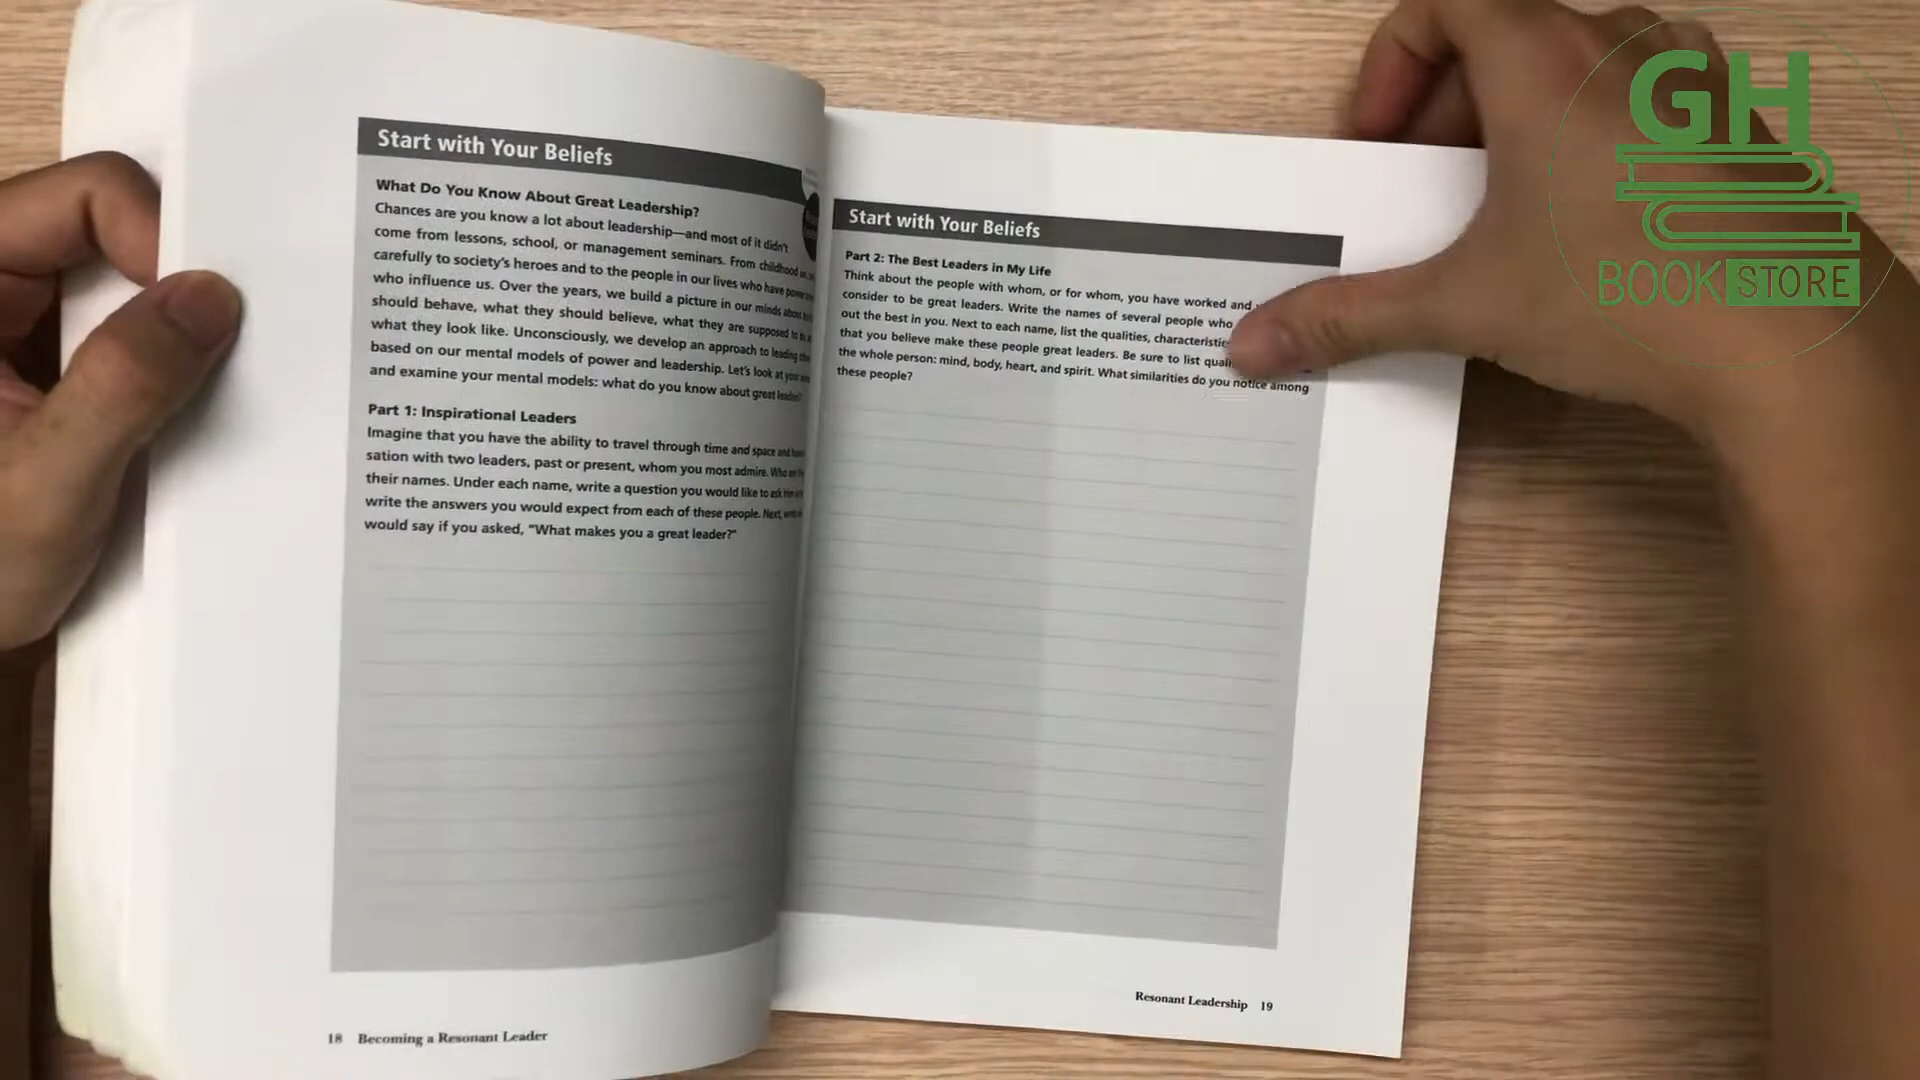 Start with Your Beliefs
What Do You Know About Great Leadership?
Chances are you know a lot about leadership—and most of it didn't
come from lessons, school, or management seminars. From childhood
carefully to society's heroes and to the people in our lives who have
who influence us. Over the years, we build a picture in our minds about
should behave, what they should believe, what they are supposed to
what they look like. Unconsciously, we develop an approach to leading
based on our mental models of power and leadership. Let's look at your
and examine your mental models: what do you know about great leaders?
Part 1: Inspirational Leaders
Imagine that you have the ability to travel through time and space and
sation with two leaders, past or present, whom you most admire. Who
their names. Under each name, write a question you would like to ask
write the answers you would expect from each of these people. Next,
would say if you asked, “What makes you a great leader?”
18 Becoming a Resonant Leader
Start with Your Beliefs
Part 2: The Best Leaders in My Life
Think about the people with whom, or for whom, you have worked and
consider to be great leaders. Write the names of several people who
out the best in you. Next to each name, list the qualities,
that you believe make these people great leaders. Be sure to list
the whole person: mind, body, heart, and spirit. What similarities do you notice among
these people?
Resonant Leadership 19
GH
BOOK STORE